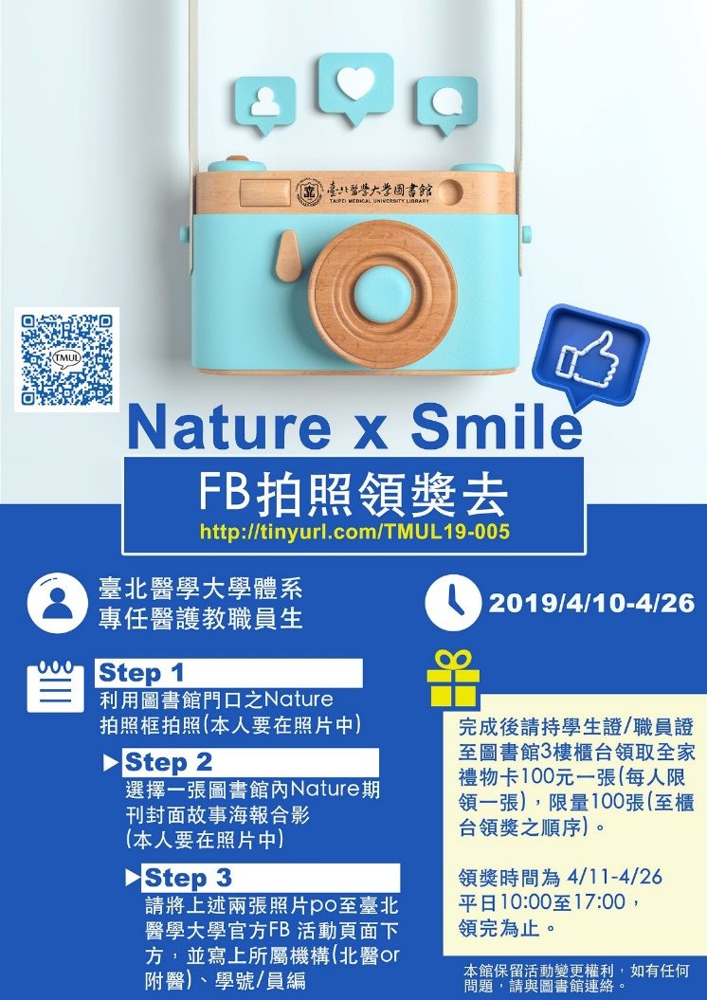 臺北醫學大學圖書館
TAIPEI MEDICAL UNIVERSITY LIBRARY
TMUL
Nature x Smile
FB拍照領獎去
http://tinyurl.com/TMUL19-005
臺北醫學大學體系
專任醫護教職員生
2019/4/10-4/26
Step 1
利用圖書館門口之Nature
拍照框拍照(本人要在照片中)
Step 2
選擇一張圖書館內Nature期
刊封面故事海報合影
(本人要在照片中)
Step 3
請將上述兩張照片po至臺北
醫學大學官方FB 活動頁面下
方，並寫上所屬機構(北醫or
附醫)、學號/員編
完成後請持學生證/職員證
至圖書館3樓櫃台領取全家
禮物卡100元一張(每人限
領一張)，限量100張(至櫃
台領獎之順序)。
領獎時間為 4/11-4/26
平日10:00至17:00，
領完為止。
本館保留活動變更權利，如有任何
問題，請與圖書館連絡。